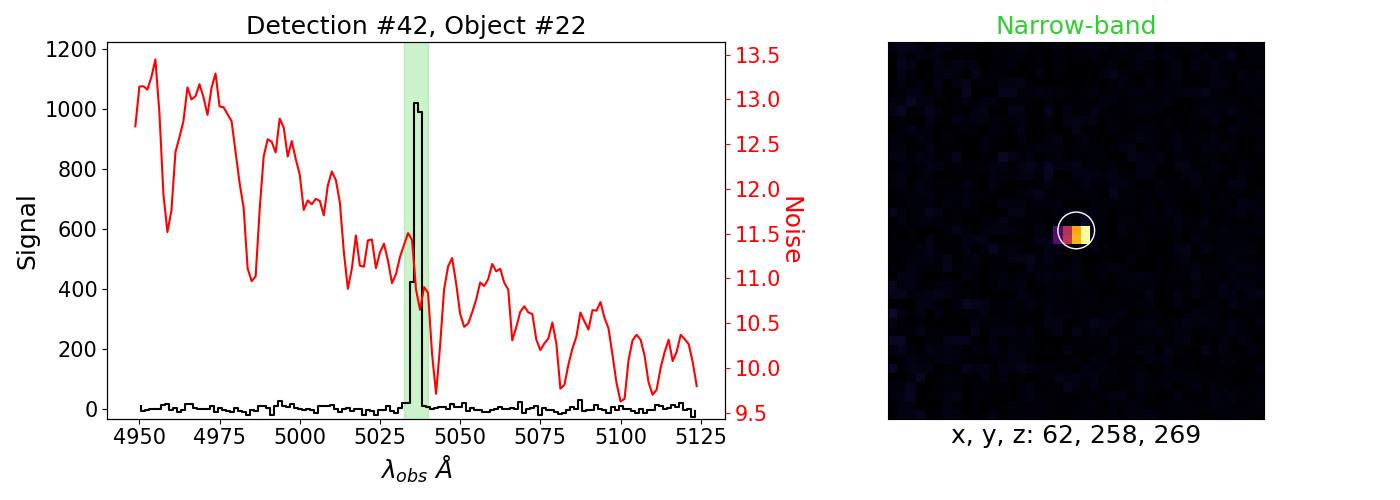 Detection #42, Object #22
Narrow-band
1200
1000
800
600
400
200
0
Signal
13.5
13.0
12.5
12.0
11.5
11.0
10.5
10.0
9.5
Noise
4950 4975 5000 5025 5050 5075 5100 5125
λobs Å
x, y, z: 62, 258, 269